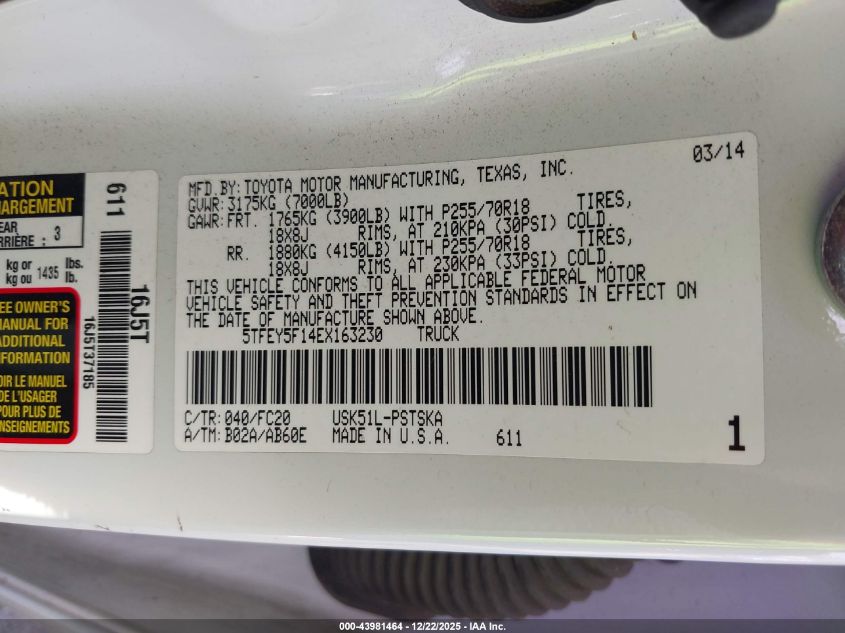 ATION
HARGEMENT
EAR
RRIÈRE : 3
kg or lbs.
kg ou 1435 lb.
EE OWNER'S
MANUAL FOR
ADDITIONAL
INFORMATION
OIR LE MANUEL
DE L'USAGER
POUR PLUS DE
ENSEIGNEMENTS
611
16J5T
16J5T37185
03/14
MFD.BY:TOYOTA MOTOR MANUFACTURING, TEXAS, INC.
GVWR:3175KG (7000LB)
GAWR:FRT. 1765KG (3900LB) WITH P255/70R18 TIRES,
18x8J RIMS, AT 210KPA (30PSI) COLD.
RR. 1880KG (4150LB) WITH P255/70R18 TIRES,
18x8J RIMS, AT 230KPA (33PSI) COLD.
THIS VEHICLE CONFORMS TO ALL APPLICABLE FEDERAL MOTOR
VEHICLE SAFETY AND THEFT PREVENTION STANDARDS IN EFFECT ON
THE DATE OF MANUFACTURE SHOWN ABOVE.
5TFEY5F14EX163230 TRUCK
C/TR:040/FC20 USK51L-PSTSKA
A/TM:B02A/AB60E MADE IN U.S.A. 611
1
000-43981464 - 12/22/2025 - IAA Inc.